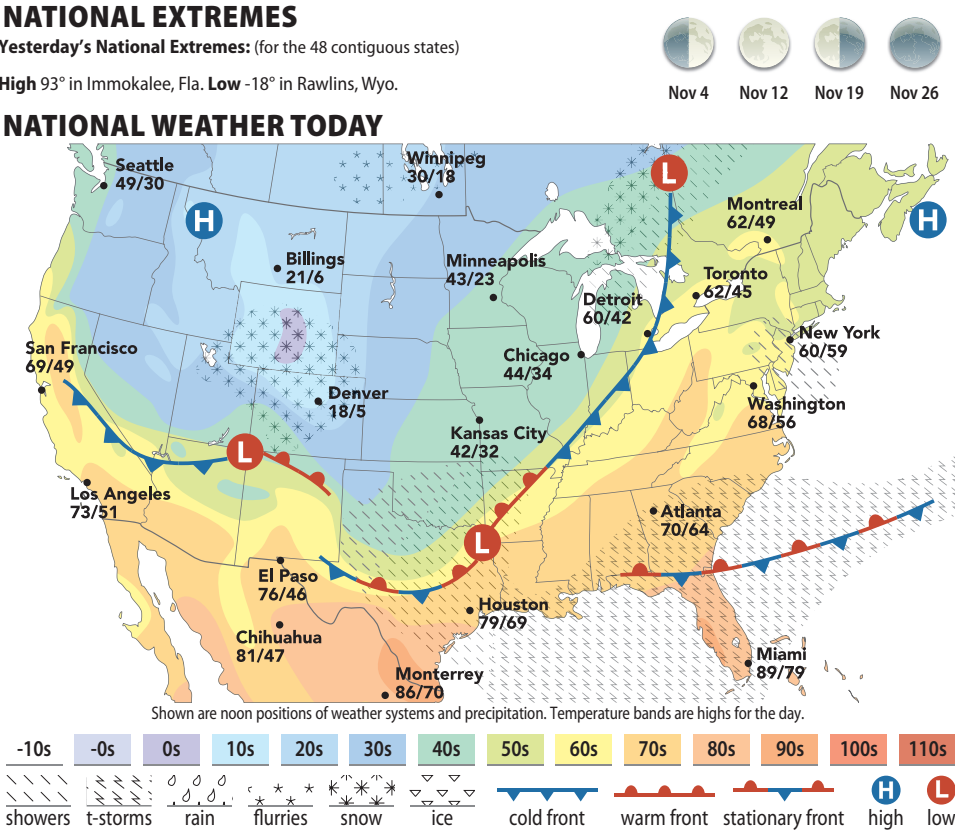 NATIONAL EXTREMES
Yesterday's National Extremes: (for the 48 contiguous states)
High 93° in Immokalee, Fla. Low -18° in Rawlins, Wyo.
Nov 4 Nov 12 Nov 19 Nov 26
NATIONAL WEATHER TODAY
Seattle
49/30
Winnipeg
30/18
L
H
Montreal
62/49
H
Billings
21/6
Minneapolis
43/23
Toronto
62/45
Detroit
60/42
New York
60/59
San Francisco
69/49
Chicago
44/34
Denver
18/5
Washington
68/56
Kansas City
42/32
L
Los Angeles
73/51
Atlanta
70/64
L
El Paso
76/46
Houston
79/69
Chihuahua
81/47
Miami
89/79
Monterrey
86/70
Shown are noon positions of weather systems and precipitation. Temperature bands are highs for the day.
-10s -0s 0s 10s 20s 30s 40s 50s 60s 70s 80s 90s 100s 110s
H L
showers t-storms rain flurries snow ice cold front warm front stationary front high low